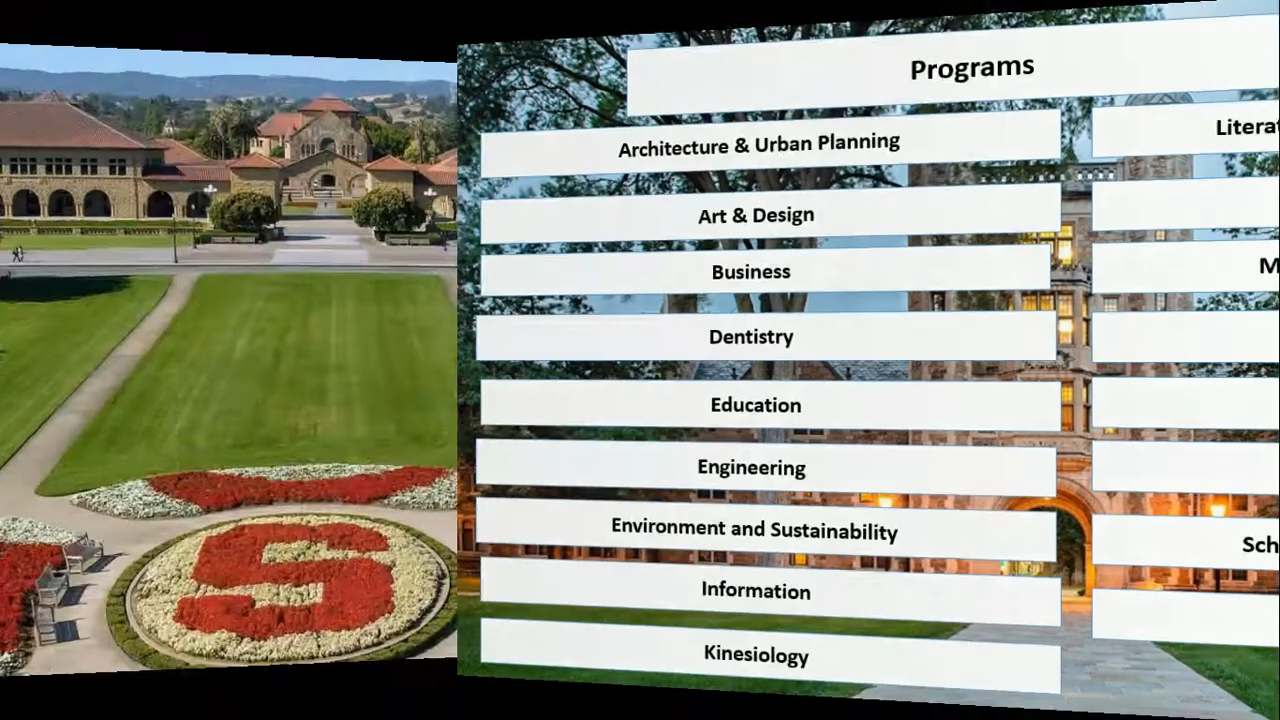 Programs
Architecture & Urban Planning
Art & Design
Business
Dentistry
Education
Engineering
Environment and Sustainability
Information
Kinesiology
S